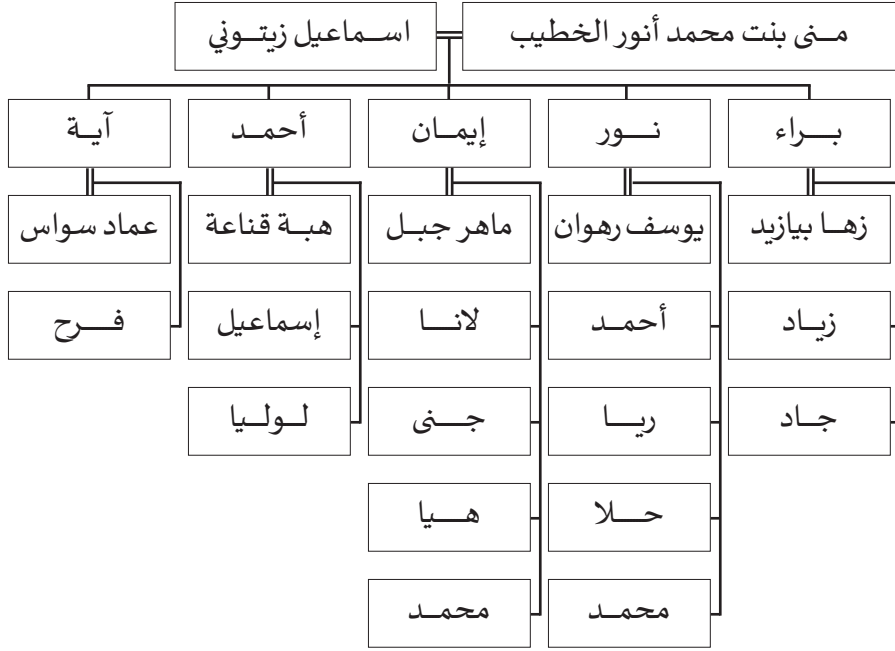 منى بنت محمد أنور الخطيب
اسماعيل زيتوني
براء
نور
إيمان
أحمد
آية
زها بيازيد
يوسف رهوان
ماهر جبل
هبة قناعة
عماد سواس
زياد
أحمد
لانا
إسماعيل
فرح
جاد
ريا
جنى
لوليا
حلا
هيا
محمد
محمد